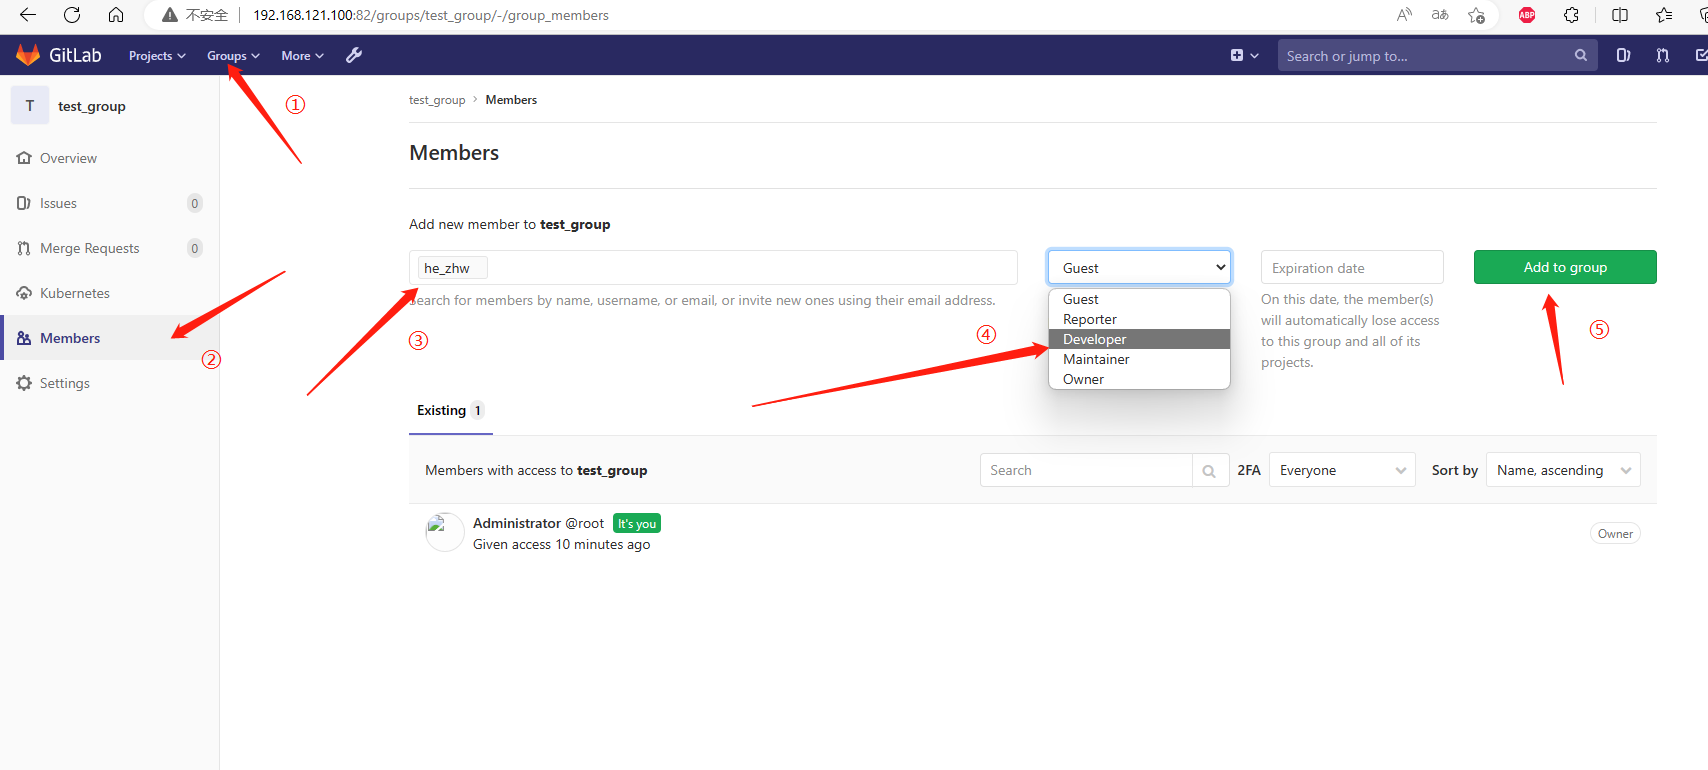 不安全 192.168.121.100:82/groups/test_group/-/group_members
ABP
GitLab Projects Groups More Search or jump to...
①
T test_group
test_group > Members
Members
Overview
Issues 0
Merge Requests 0
Kubernetes
Members
②
Settings
Add new member to test_group
he_zhw
Guest
Expiration date
Add to group
Search for members by name, username, or email, or invite new ones using their email address.
③
④
Guest
Reporter
Developer
Maintainer
Owner
On this date, the member(s)
will automatically lose access
to this group and all of its
projects.
⑤
Existing 1
Members with access to test_group
Search
2FA Everyone
Sort by Name, ascending
Administrator @root It's you
Given access 10 minutes ago
Owner